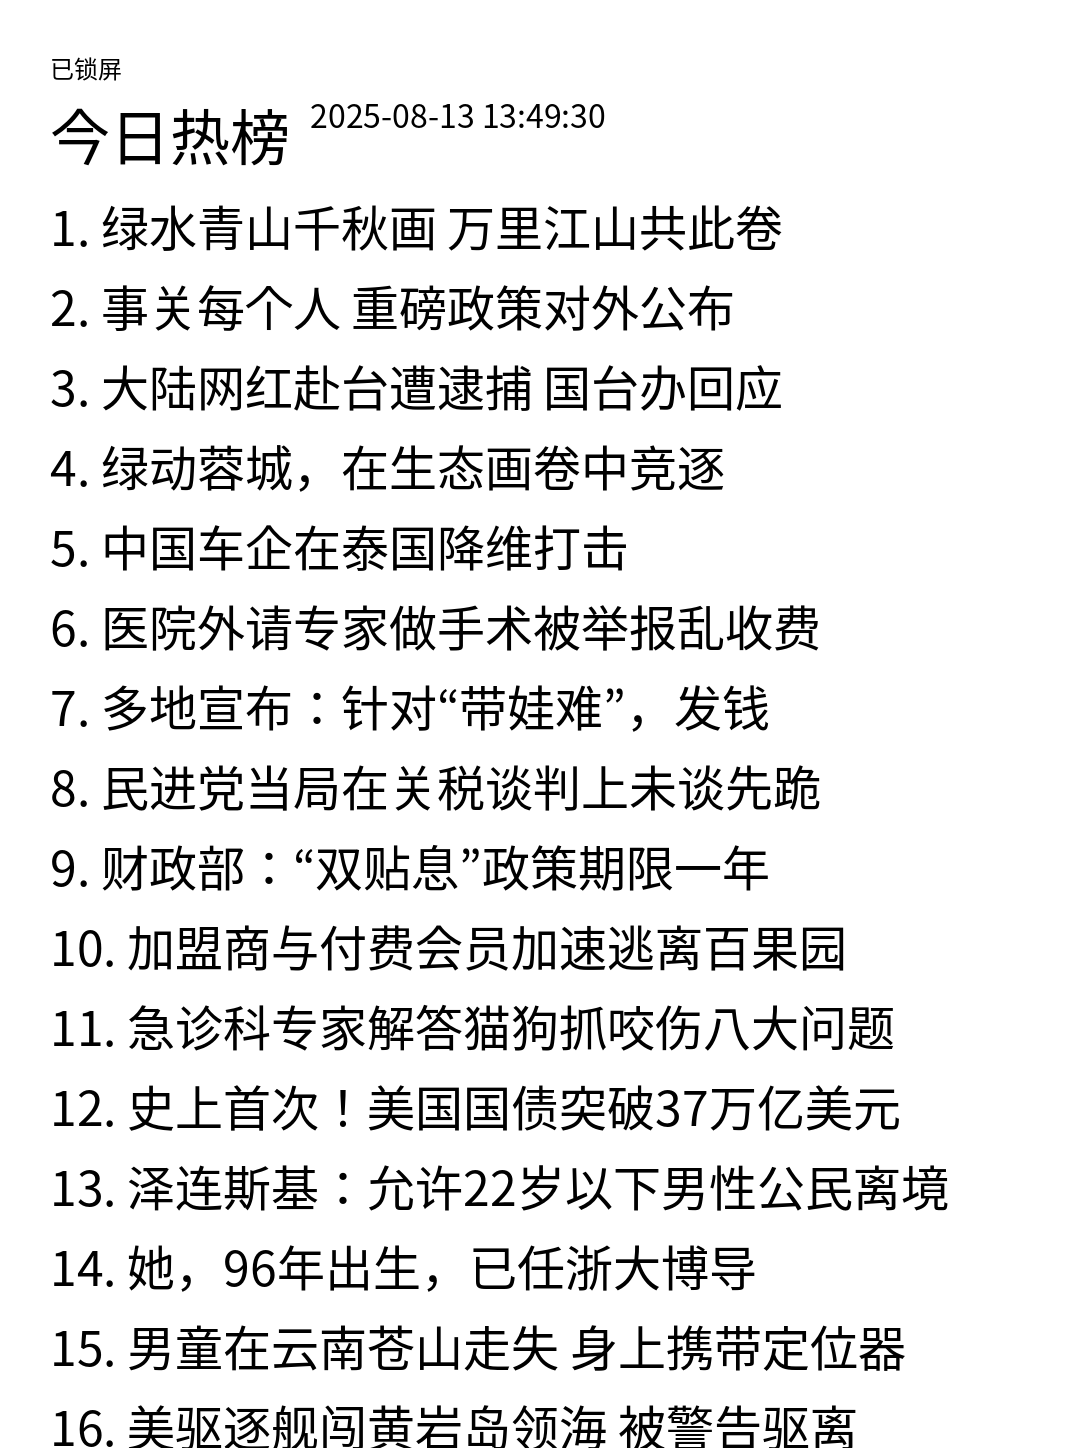 已锁屏
今日热榜 2025-08-13 13:49:30
1. 绿水青山千秋画 万里江山共此卷
2. 事关每个人 重磅政策对外公布
3. 大陆网红赴台遭逮捕 国台办回应
4. 绿动蓉城，在生态画卷中竞逐
5. 中国车企在泰国降维打击
6. 医院外请专家做手术被举报乱收费
7. 多地宣布：针对“带娃难”，发钱
8. 民进党当局在关税谈判上未谈先跪
9. 财政部：“双贴息”政策期限一年
10. 加盟商与付费会员加速逃离百果园
11. 急诊科专家解答猫狗抓咬伤八大问题
12. 史上首次！美国国债突破37万亿美元
13. 泽连斯基：允许22岁以下男性公民离境
14. 她，96年出生，已任浙大博导
15. 男童在云南苍山走失 身上携带定位器
16. 美驱逐舰闯黄岩岛领海 被警告驱离